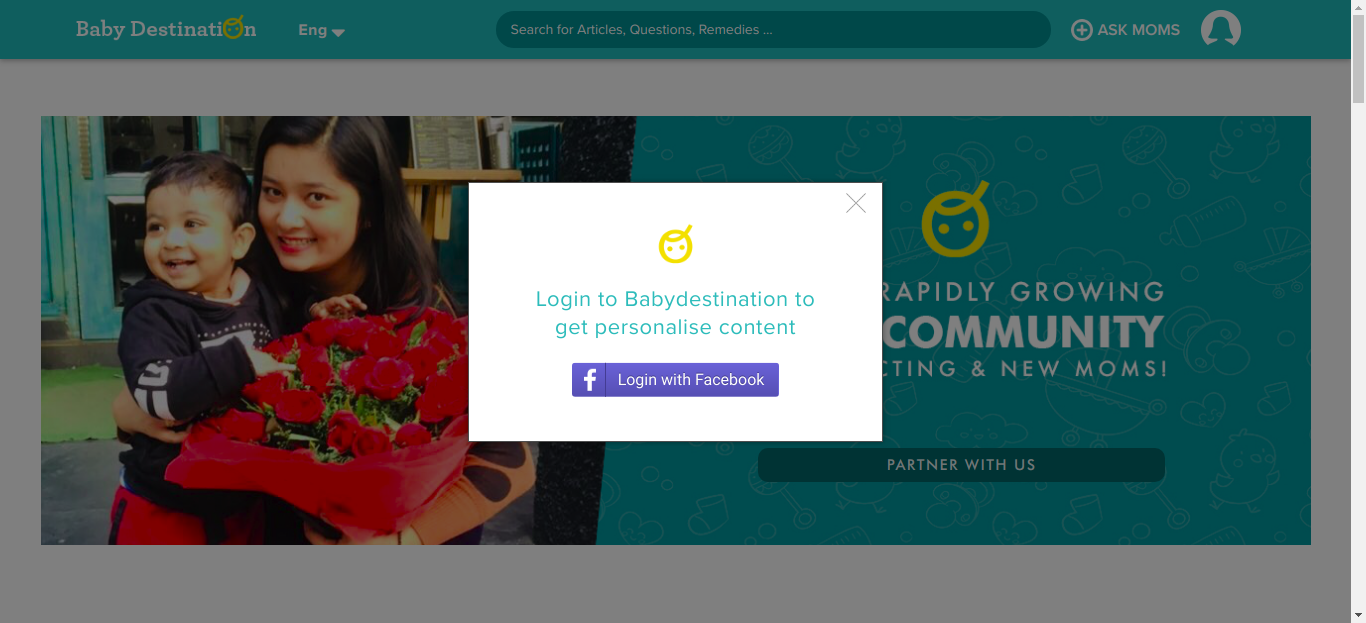 Baby Destination
Eng
Search for Articles, Questions, Remedies ...
ASK MOMS
RAPIDLY GROWING
COMMUNITY
CTING & NEW MOMS!
PARTNER WITH US
Login to Babydestination to
get personalise content
Login with Facebook